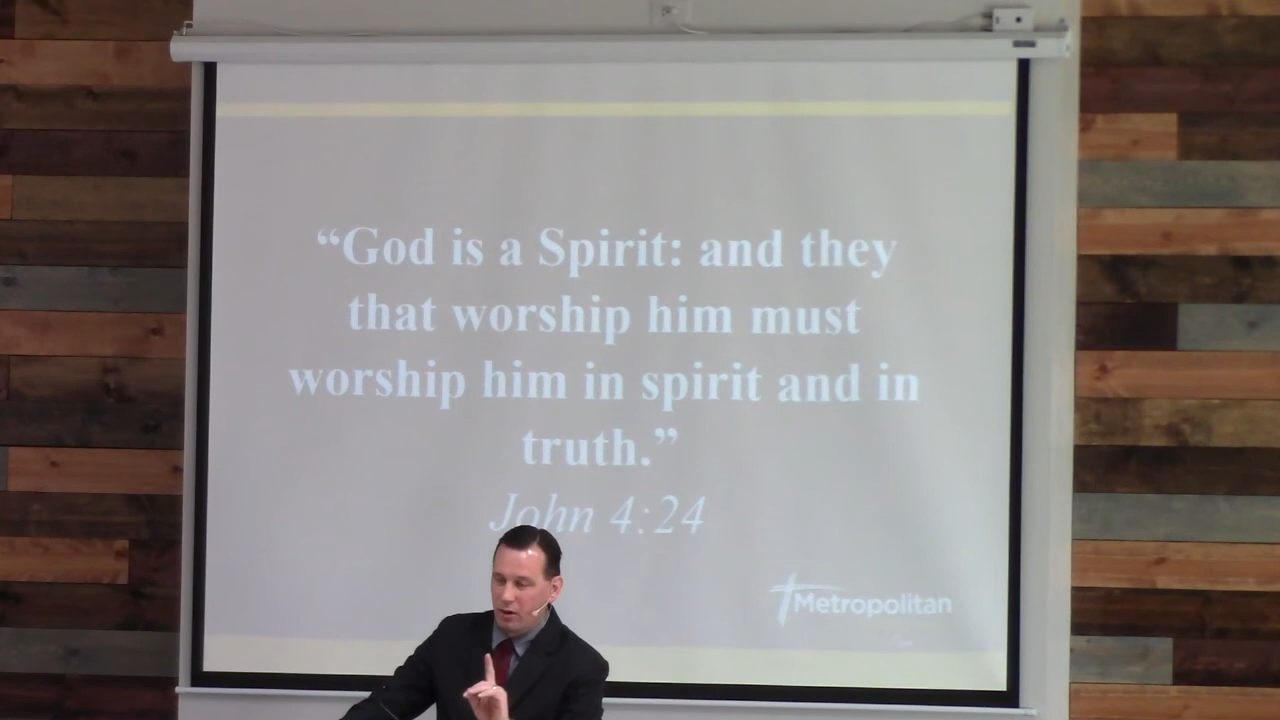 “God is a Spirit: and they
that worship him must
worship him in spirit and in
truth.”
John 4:24
Metropolitan